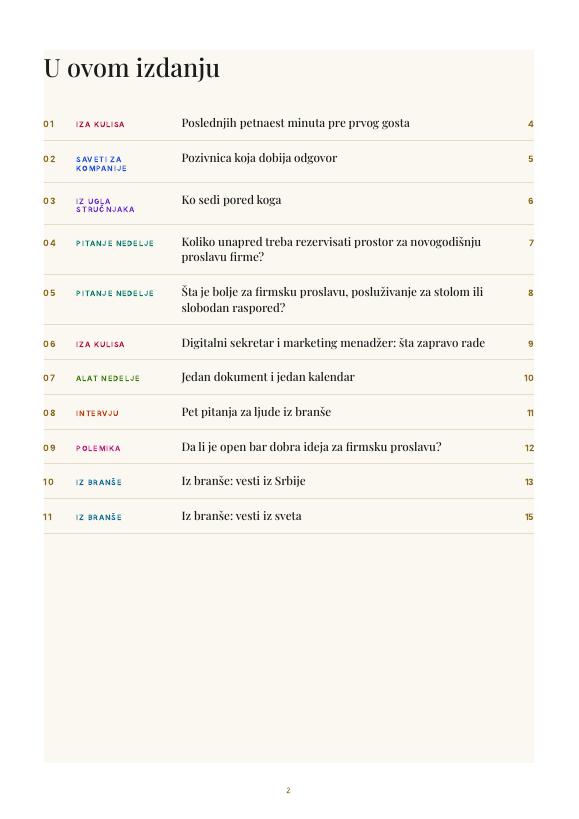 U ovom izdanju
01 IZA KULISA Poslednjih petnaest minuta pre prvog gosta 4
02 SAVETI ZA KOMPANIJE Pozivnica koja dobija odgovor 5
03 IZ UGLA STRUČNJAKA Ko sedi pored koga 6
04 PITANJE NEDELJE Koliko unapred treba rezervisati prostor za novogodišnju 7
proslavu firme?
05 PITANJE NEDELJE Šta je bolje za firmsku proslavu, posluživanje za stolom ili 8
slobodan raspored?
06 IZA KULISA Digitalni sekretar i marketing menadžer: šta zapravo rade 9
07 ALAT NEDELJE Jedan dokument i jedan kalendar 10
08 INTERVJU Pet pitanja za ljude iz branše 11
09 POLEMIKA Da li je open bar dobra ideja za firmsku proslavu? 12
10 IZ BRANŠE Iz branše: vesti iz Srbije 13
11 IZ BRANŠE Iz branše: vesti iz sveta 15
2